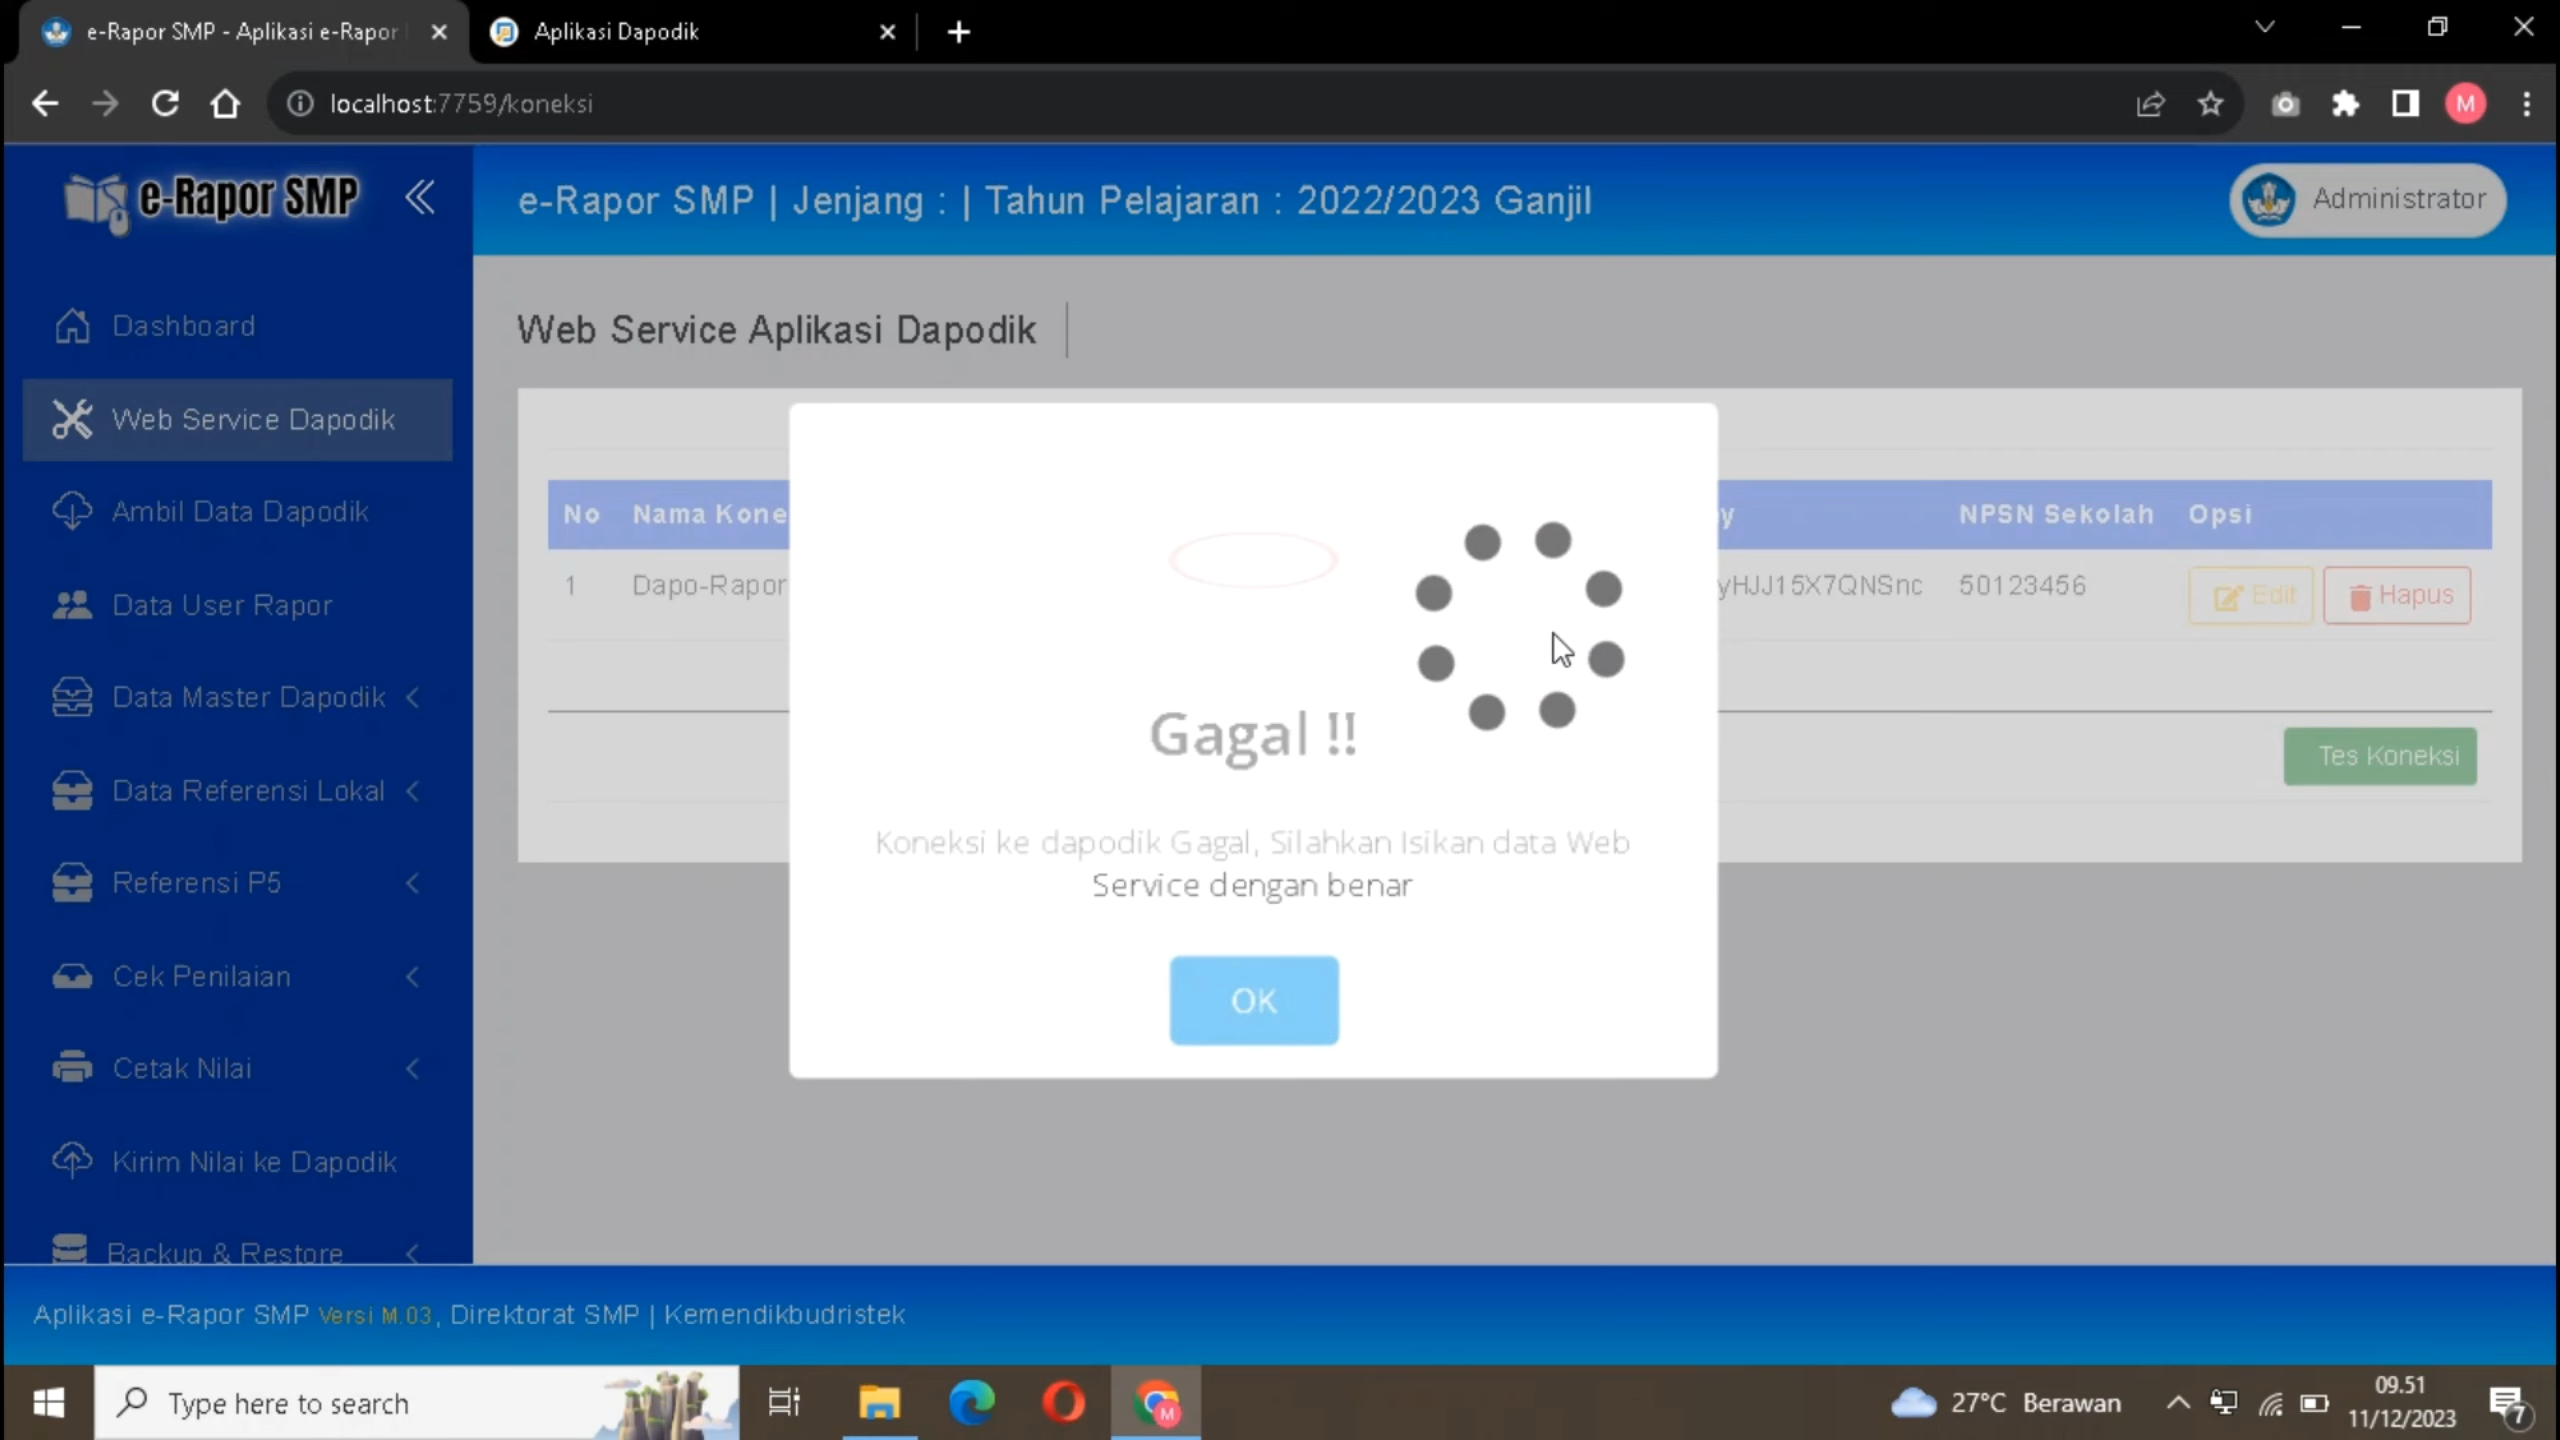 e-Rapor SMP - Aplikasi e-Rapor
Aplikasi Dapodik
localhost:7759/koneksi
M
e-Rapor SMP
e-Rapor SMP | Jenjang : | Tahun Pelajaran : 2022/2023 Ganjil
Administrator
Dashboard
Web Service Dapodik
Ambil Data Dapodik
Data User Rapor
Data Master Dapodik
Data Referensi Lokal
Referensi P5
Cek Penilaian
Cetak Nilai
Kirim Nilai ke Dapodik
Backup & Restore
Web Service Aplikasi Dapodik
No Nama Kone y NPSN Sekolah Opsi
1 Dapo-Rapor yHJJ15X7QNSnc 50123456 Edit Hapus
Tes Koneksi
Gagal !!
Koneksi ke dapodik Gagal, Silahkan Isikan data Web
Service dengan benar
OK
Aplikasi e-Rapor SMP Versi M.03, Direktorat SMP | Kemendikbudristek
Type here to search
M
27°C Berawan
09.51
11/12/2023
7